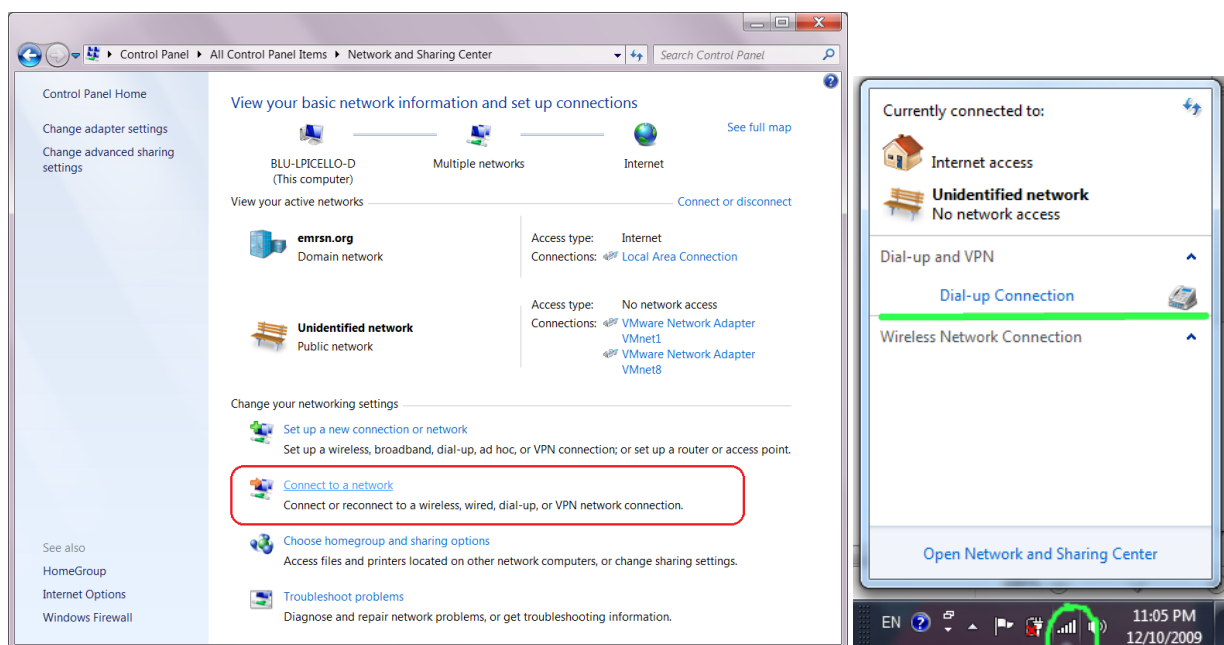 Control Panel
All Control Panel Items
Network and Sharing Center
Search Control Panel
Control Panel Home
Change adapter settings
Change advanced sharing
settings
See also
HomeGroup
Internet Options
Windows Firewall
View your basic network information and set up connections
See full map
BLU-LPICELLO-D
(This computer)
Multiple networks
Internet
View your active networks
Connect or disconnect
emrsn.org
Domain network
Access type: Internet
Connections: Local Area Connection
Unidentified network
Public network
Access type: No network access
Connections: VMware Network Adapter
VMnet1
VMware Network Adapter
VMnet8
Change your networking settings
Set up a new connection or network
Set up a wireless, broadband, dial-up, ad hoc, or VPN connection; or set up a router or access point.
Connect to a network
Connect or reconnect to a wireless, wired, dial-up, or VPN network connection.
Choose homegroup and sharing options
Access files and printers located on other network computers, or change sharing settings.
Troubleshoot problems
Diagnose and repair network problems, or get troubleshooting information.
Currently connected to:
Internet access
Unidentified network
No network access
Dial-up and VPN
Dial-up Connection
Wireless Network Connection
Open Network and Sharing Center
EN
11:05 PM
12/10/2009